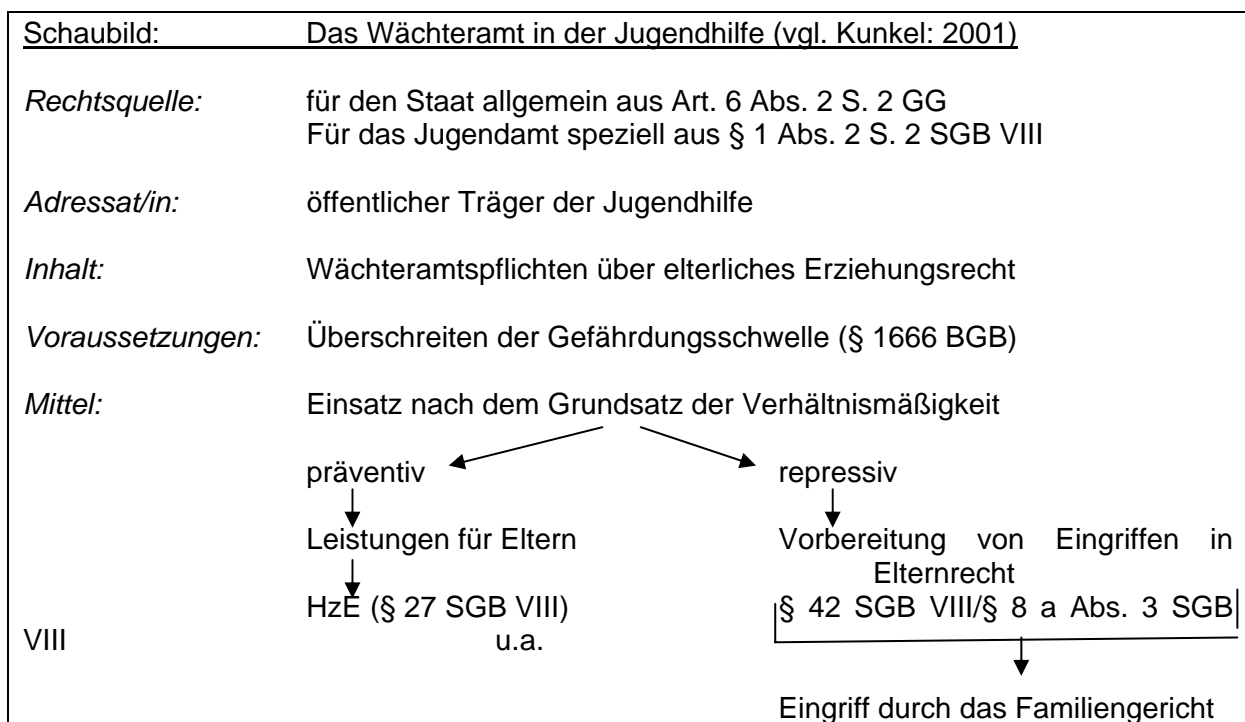 Schaubild: Das Wächteramt in der Jugendhilfe (vgl. Kunkel: 2001)
Rechtsquelle: für den Staat allgemein aus Art. 6 Abs. 2 S. 2 GG
Für das Jugendamt speziell aus § 1 Abs. 2 S. 2 SGB VIII
Adressat/in: öffentlicher Träger der Jugendhilfe
Inhalt: Wächteramtspflichten über elterliches Erziehungsrecht
Voraussetzungen: Überschreiten der Gefährdungsschwelle (§ 1666 BGB)
Mittel: Einsatz nach dem Grundsatz der Verhältnismäßigkeit
präventiv repressiv
Leistungen für Eltern Vorbereitung von Eingriffen in
Elternrecht
HzE (§ 27 SGB VIII) § 42 SGB VIII/§ 8 a Abs. 3 SGB
VIII u.a.
Eingriff durch das Familiengericht